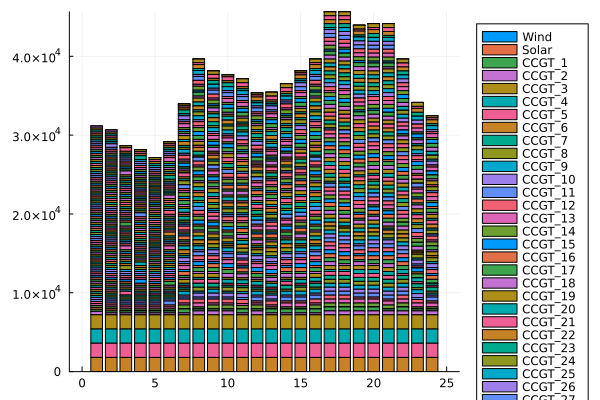 4.0×10⁴
3.0×10⁴
2.0×10⁴
1.0×10⁴
0
0 5 10 15 20 25
Wind
Solar
CCGT_1
CCGT_2
CCGT_3
CCGT_4
CCGT_5
CCGT_6
CCGT_7
CCGT_8
CCGT_9
CCGT_10
CCGT_11
CCGT_12
CCGT_13
CCGT_14
CCGT_15
CCGT_16
CCGT_17
CCGT_18
CCGT_19
CCGT_20
CCGT_21
CCGT_22
CCGT_23
CCGT_24
CCGT_25
CCGT_26
CCGT_27